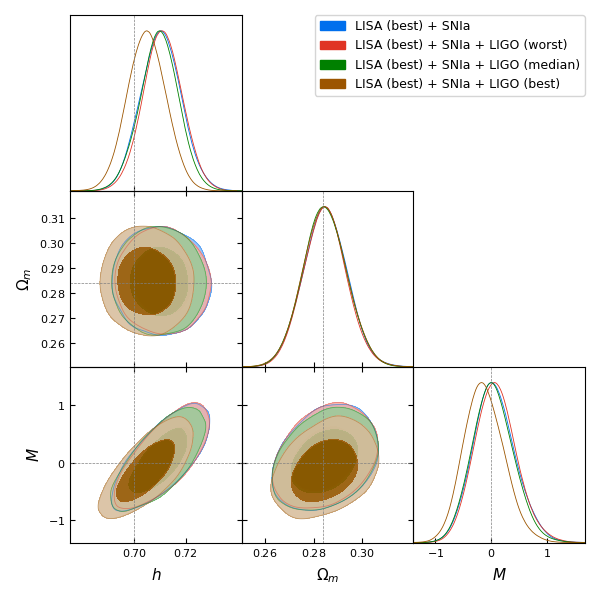 LISA (best) + SNIa
LISA (best) + SNIa + LIGO (worst)
LISA (best) + SNIa + LIGO (median)
LISA (best) + SNIa + LIGO (best)
0.31
0.30
0.29
0.28
0.27
0.26
Ωm
1
0
−1
M
0.70 0.72
0.26 0.28 0.30
−1 0 1
h
Ωm
M